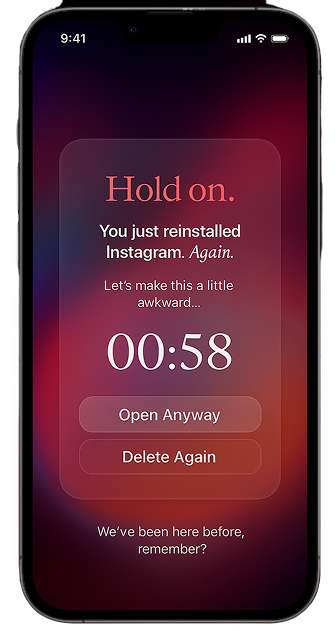 9:41
Hold on.
You just reinstalled
Instagram. Again.
Let's make this a little
awkward...
00:58
Open Anyway
Delete Again
We've been here before,
remember?